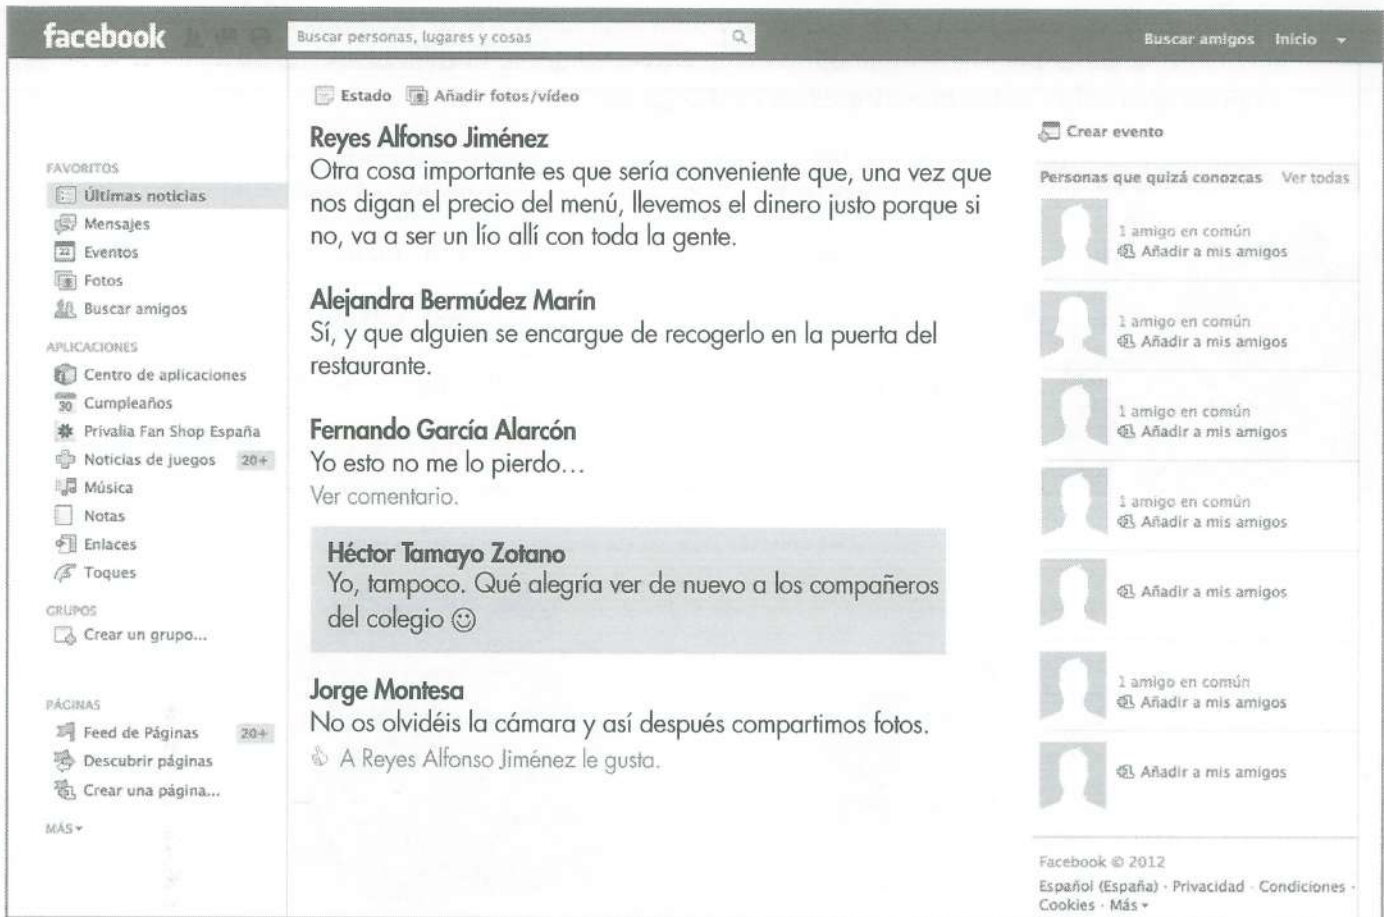 facebook
Buscar personas, lugares y cosas
Buscar amigos Inicio
Estado Añadir fotos/vídeo
FAVORITOS
Últimas noticias
Mensajes
22 Eventos
Fotos
Buscar amigos
APLICACIONES
Centro de aplicaciones
30 Cumpleaños
Privalia Fan Shop España
Noticias de juegos 20+
Música
Notas
Enlaces
Toques
GRUPOS
Crear un grupo...
PÁGINAS
Feed de Páginas 20+
Descubrir páginas
Crear una página...
MÁS
Reyes Alfonso Jiménez
Otra cosa importante es que sería conveniente que, una vez que
nos digan el precio del menú, llevemos el dinero justo porque si
no, va a ser un lío allí con toda la gente.
Alejandra Bermúdez Marín
Sí, y que alguien se encargue de recogerlo en la puerta del
restaurante.
Fernando García Alarcón
Yo esto no me lo pierdo...
Ver comentario.
Héctor Tamayo Zotano
Yo, tampoco. Qué alegría ver de nuevo a los compañeros
del colegio ☺
Jorge Montesa
No os olvidéis la cámara y así después compartimos fotos.
A Reyes Alfonso Jiménez le gusta.
Crear evento
Personas que quizá conozcas Ver todas
1 amigo en común
Añadir a mis amigos
1 amigo en común
Añadir a mis amigos
1 amigo en común
Añadir a mis amigos
1 amigo en común
Añadir a mis amigos
Añadir a mis amigos
1 amigo en común
Añadir a mis amigos
Añadir a mis amigos
Facebook © 2012
Español (España) · Privacidad · Condiciones ·
Cookies · Más